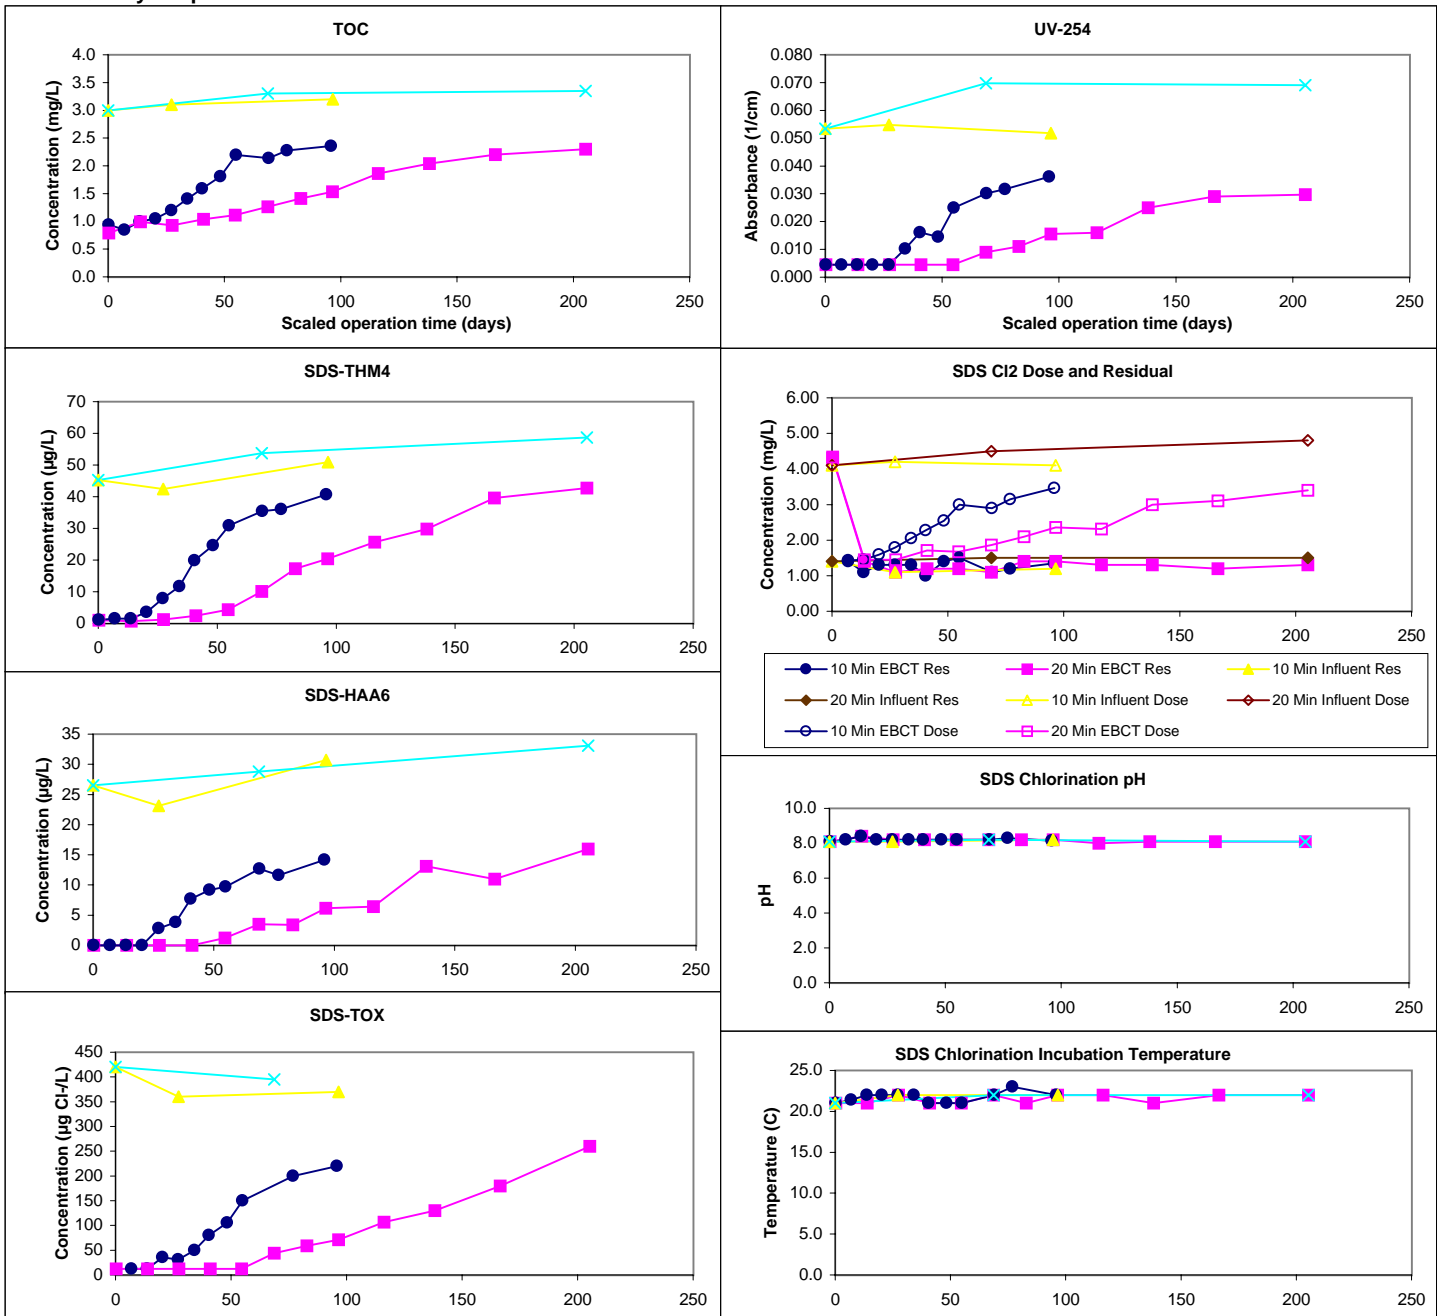 TOC
4.0
3.5
3.0
2.5
2.0
1.5
1.0
0.5
0.0
Concentration (mg/L)
0 50 100 150 200 250
Scaled operation time (days)
UV-254
0.080
0.070
0.060
0.050
0.040
0.030
0.020
0.010
0.000
Absorbance (1/cm)
0 50 100 150 200 250
Scaled operation time (days)
SDS-THM4
70
60
50
40
30
20
10
0
Concentration (µg/L)
0 50 100 150 200 250
SDS Cl2 Dose and Residual
6.00
5.00
4.00
3.00
2.00
1.00
0.00
Concentration (mg/L)
0 50 100 150 200 250
10 Min EBCT Res 20 Min EBCT Res 10 Min Influent Res
20 Min Influent Res 10 Min Influent Dose 20 Min Influent Dose
10 Min EBCT Dose 20 Min EBCT Dose
SDS-HAA6
35
30
25
20
15
10
5
0
Concentration (µg/L)
0 50 100 150 200 250
SDS Chlorination pH
10.0
8.0
6.0
4.0
2.0
0.0
pH
0 50 100 150 200 250
SDS-TOX
450
400
350
300
250
200
150
100
50
0
Concentration (µg Cl-/L)
0 50 100 150 200 250
SDS Chlorination Incubation Temperature
25.0
20.0
15.0
10.0
5.0
0.0
Temperature (C)
0 50 100 150 200 250